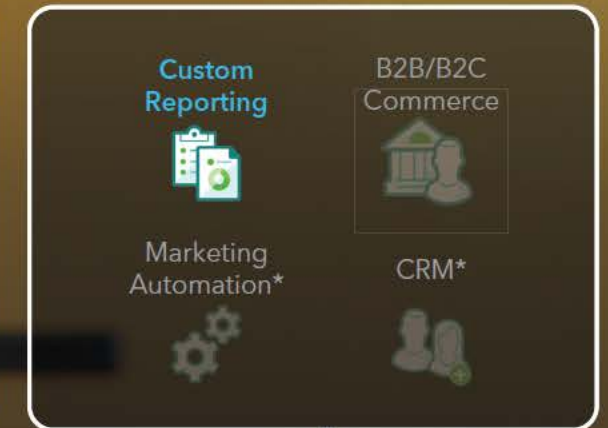 Custom
Reporting
B2B/B2C
Commerce
Marketing
Automation*
CRM*